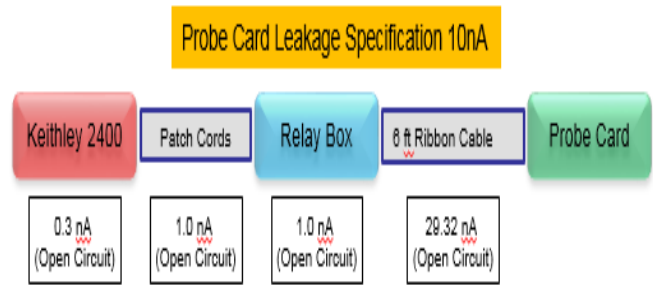 Probe Card Leakage Specification 10nA
Keithley 2400
Patch Cords
Relay Box
6 ft Ribbon Cable
Probe Card
0.3 nA
(Open Circuit)
1.0 nA
(Open Circuit)
1.0 nA
(Open Circuit)
29.32 nA
(Open Circuit)